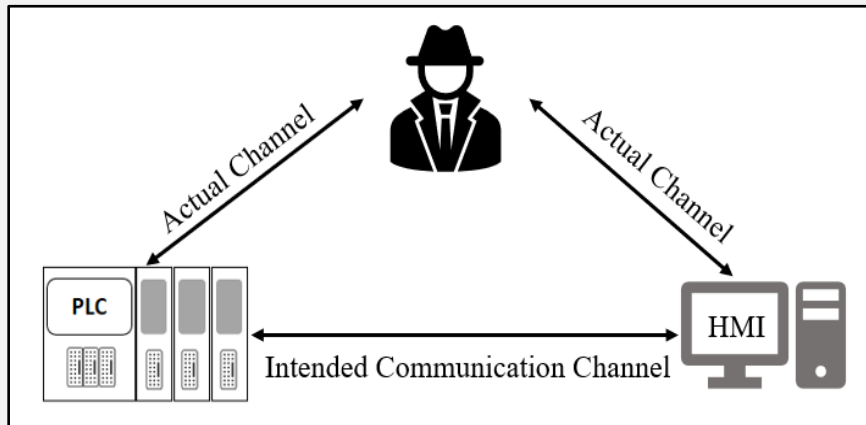 Actual Channel
Actual Channel
PLC
HMI
Intended Communication Channel